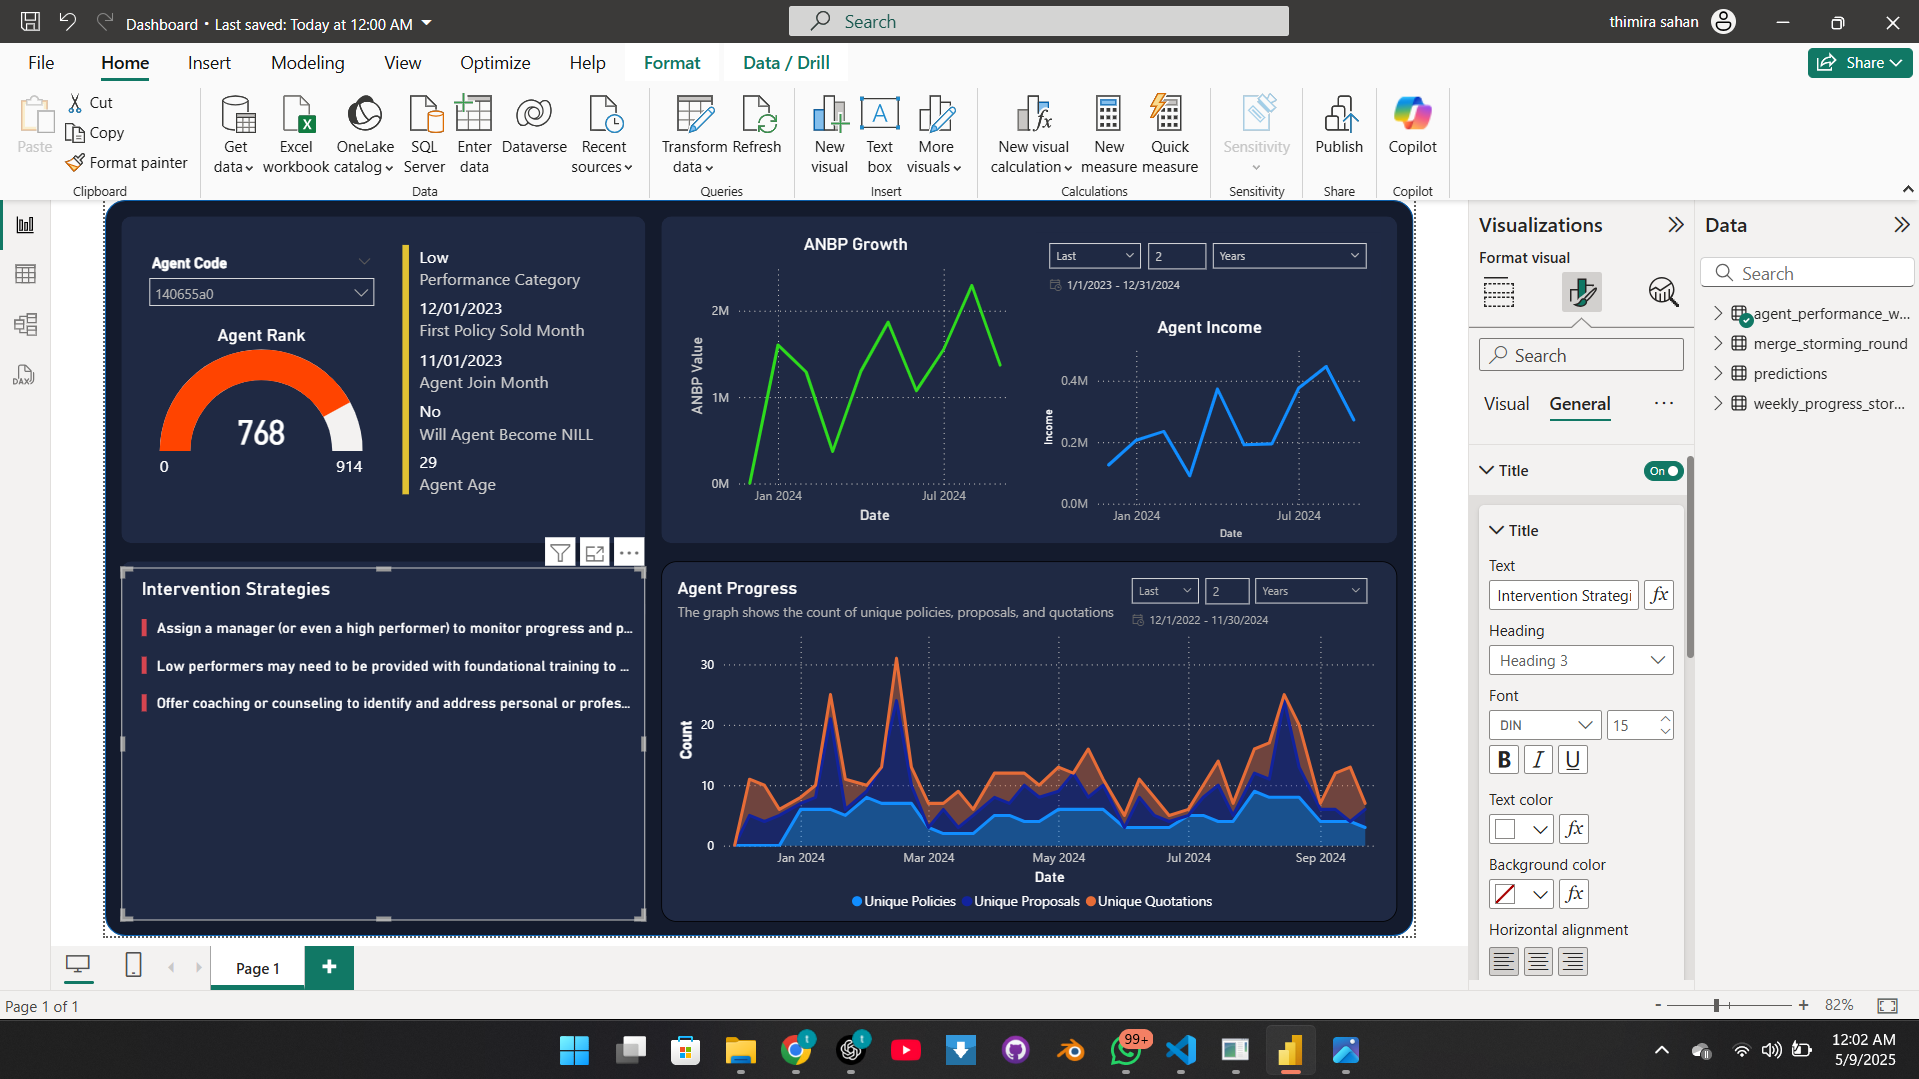 Dashboard • Last saved: Today at 12:00 AM
Search
thimira sahan
File Home Insert Modeling View Optimize Help Format Data / Drill
Share
Paste
Cut
Copy
Format painter
Clipboard
Get data
Excel workbook
OneLake catalog
SQL Server
Enter data
Dataverse
Recent sources
Data
Transform data
Refresh
Queries
New visual
Text box
More visuals
Insert
New visual calculation
New measure
Quick measure
Calculations
Sensitivity
Sensitivity
Publish
Share
Copilot
Copilot
Agent Code
140655a0
Agent Rank
768
0
914
Low
Performance Category
12/01/2023
First Policy Sold Month
11/01/2023
Agent Join Month
No
Will Agent Become NILL
29
Agent Age
ANBP Growth
ANBP Value
2M
1M
0M
Jan 2024
Jul 2024
Date
Last
2
Years
1/1/2023 - 12/31/2024
Agent Income
Income
0.4M
0.2M
0.0M
Jan 2024
Jul 2024
Date
Intervention Strategies
Assign a manager (or even a high performer) to monitor progress and p...
Low performers may need to be provided with foundational training to ...
Offer coaching or counseling to identify and address personal or profes...
Agent Progress
The graph shows the count of unique policies, proposals, and quotations
Last
2
Years
12/1/2022 - 11/30/2024
Count
30
20
10
0
Jan 2024
Mar 2024
May 2024
Jul 2024
Sep 2024
Date
Unique Policies Unique Proposals Unique Quotations
Visualizations
Format visual
Search
Visual General ...
Title
On
Title
Text
Intervention Strategi
fx
Heading
Heading 3
Font
DIN
15
B I U
Text color
fx
Background color
fx
Horizontal alignment
Data
Search
agent_performance_w...
merge_storming_round
predictions
weekly_progress_stor...
DAX
Page 1
+
Page 1 of 1
- + 82%
99+
12:02 AM
5/9/2025